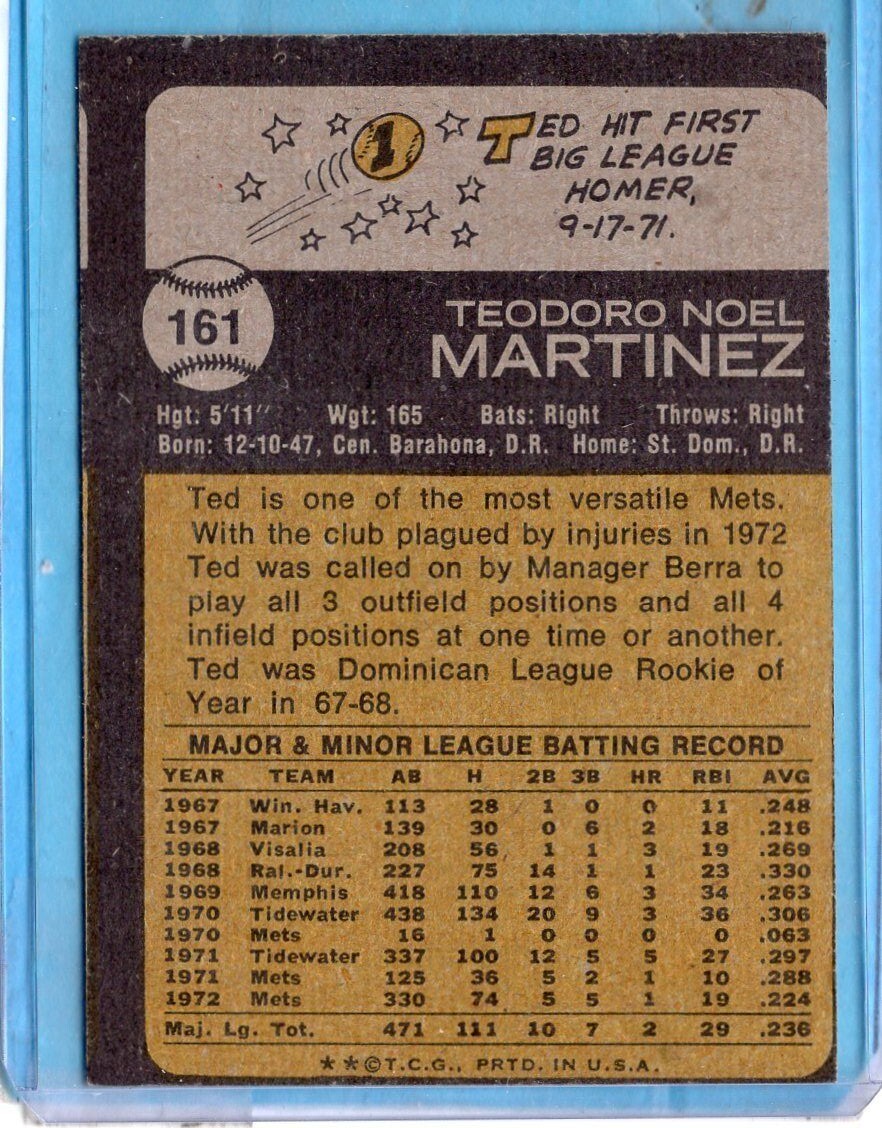 1 TED HIT FIRST
BIG LEAGUE
HOMER,
9-17-71.
161
TEODORO NOEL
MARTINEZ
Hgt: 5'11" Wgt: 165 Bats: Right Throws: Right
Born: 12-10-47, Cen. Barahona, D.R. Home: St. Dom., D.R.
Ted is one of the most versatile Mets.
With the club plagued by injuries in 1972
Ted was called on by Manager Berra to
play all 3 outfield positions and all 4
infield positions at one time or another.
Ted was Dominican League Rookie of
Year in 67-68.
MAJOR & MINOR LEAGUE BATTING RECORD
YEAR TEAM AB H 2B 3B HR RBI AVG
1967 Win. Hav. 113 28 1 0 0 11 .248
1967 Marion 139 30 0 6 2 18 .216
1968 Visalia 208 56 1 1 3 19 .269
1968 Ral.-Dur. 227 75 14 1 1 23 .330
1969 Memphis 418 110 12 6 3 34 .263
1970 Tidewater 438 134 20 9 3 36 .306
1970 Mets 16 1 0 0 0 0 .063
1971 Tidewater 337 100 12 5 5 27 .297
1971 Mets 125 36 5 2 1 10 .288
1972 Mets 330 74 5 5 1 19 .224
Maj. Lg. Tot. 471 111 10 7 2 29 .236
★★©T.C.G., PRTD. IN U.S.A.